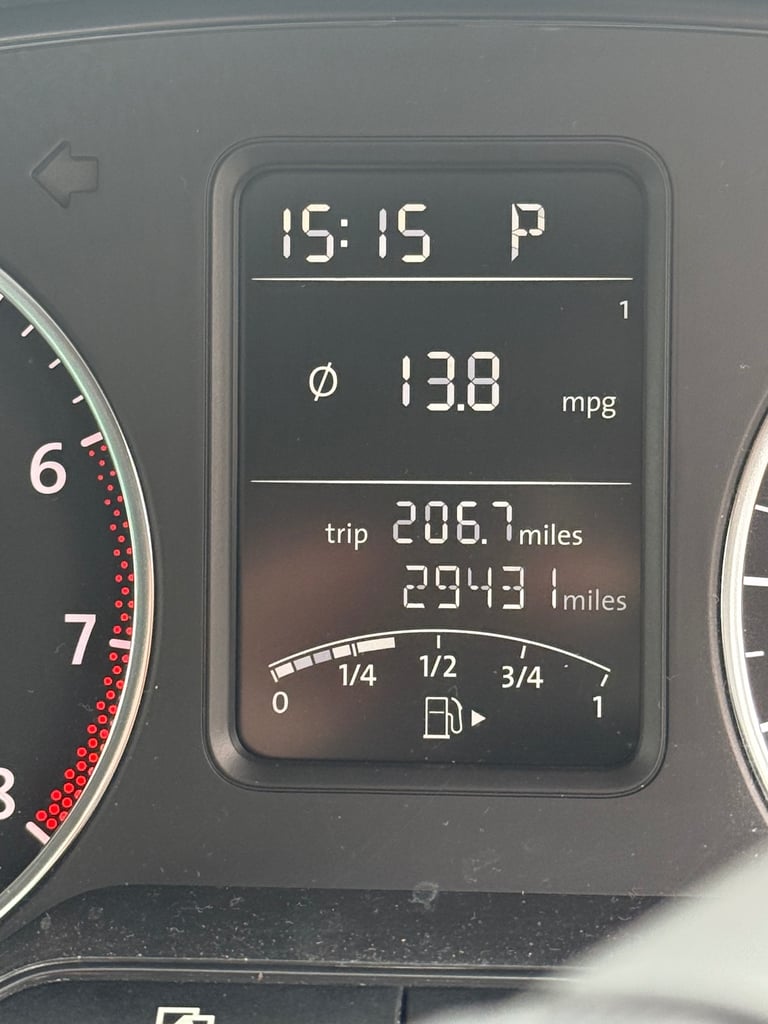 15:15 P
1
Ø 13.8 mpg
trip 206.7 miles
29431 miles
0 1/4 1/2 3/4 1
6
7
8